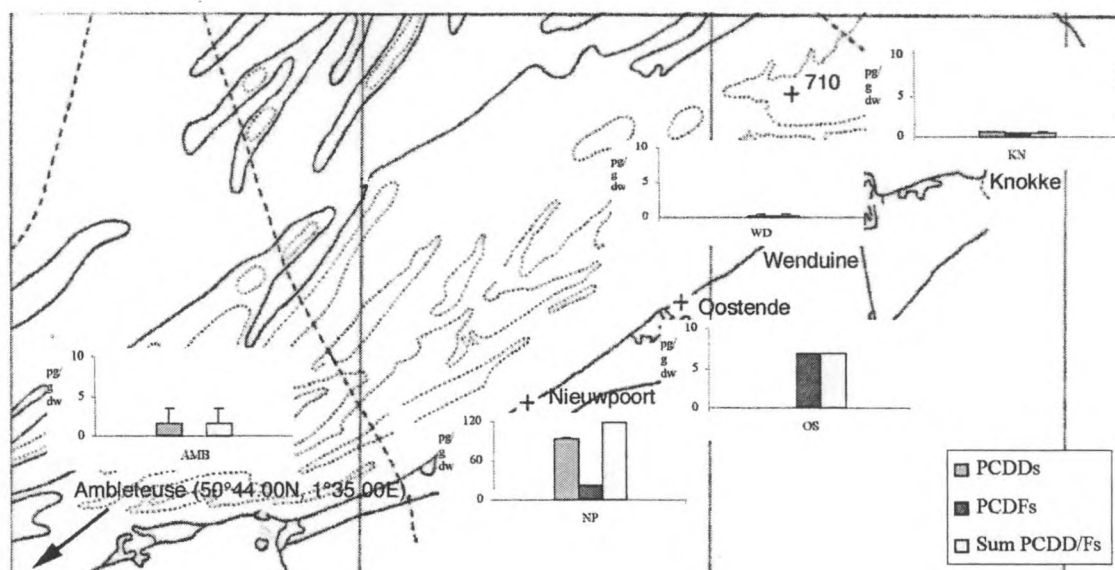 710
10
pg/
g
dw
5
0
KN
Knokke
10
pg/
g
dw
5
0
WD
Wenduine
Oostende
10
pg/
g
dw
5
0
OS
10
pg/
g
dw
5
0
AMB
Nieuwpoort
120
pg/
g
dw
60
0
NP
Ambleteuse (50°44.00N, 1°35.00E)
PCDDs
PCDFs
Sum PCDD/Fs